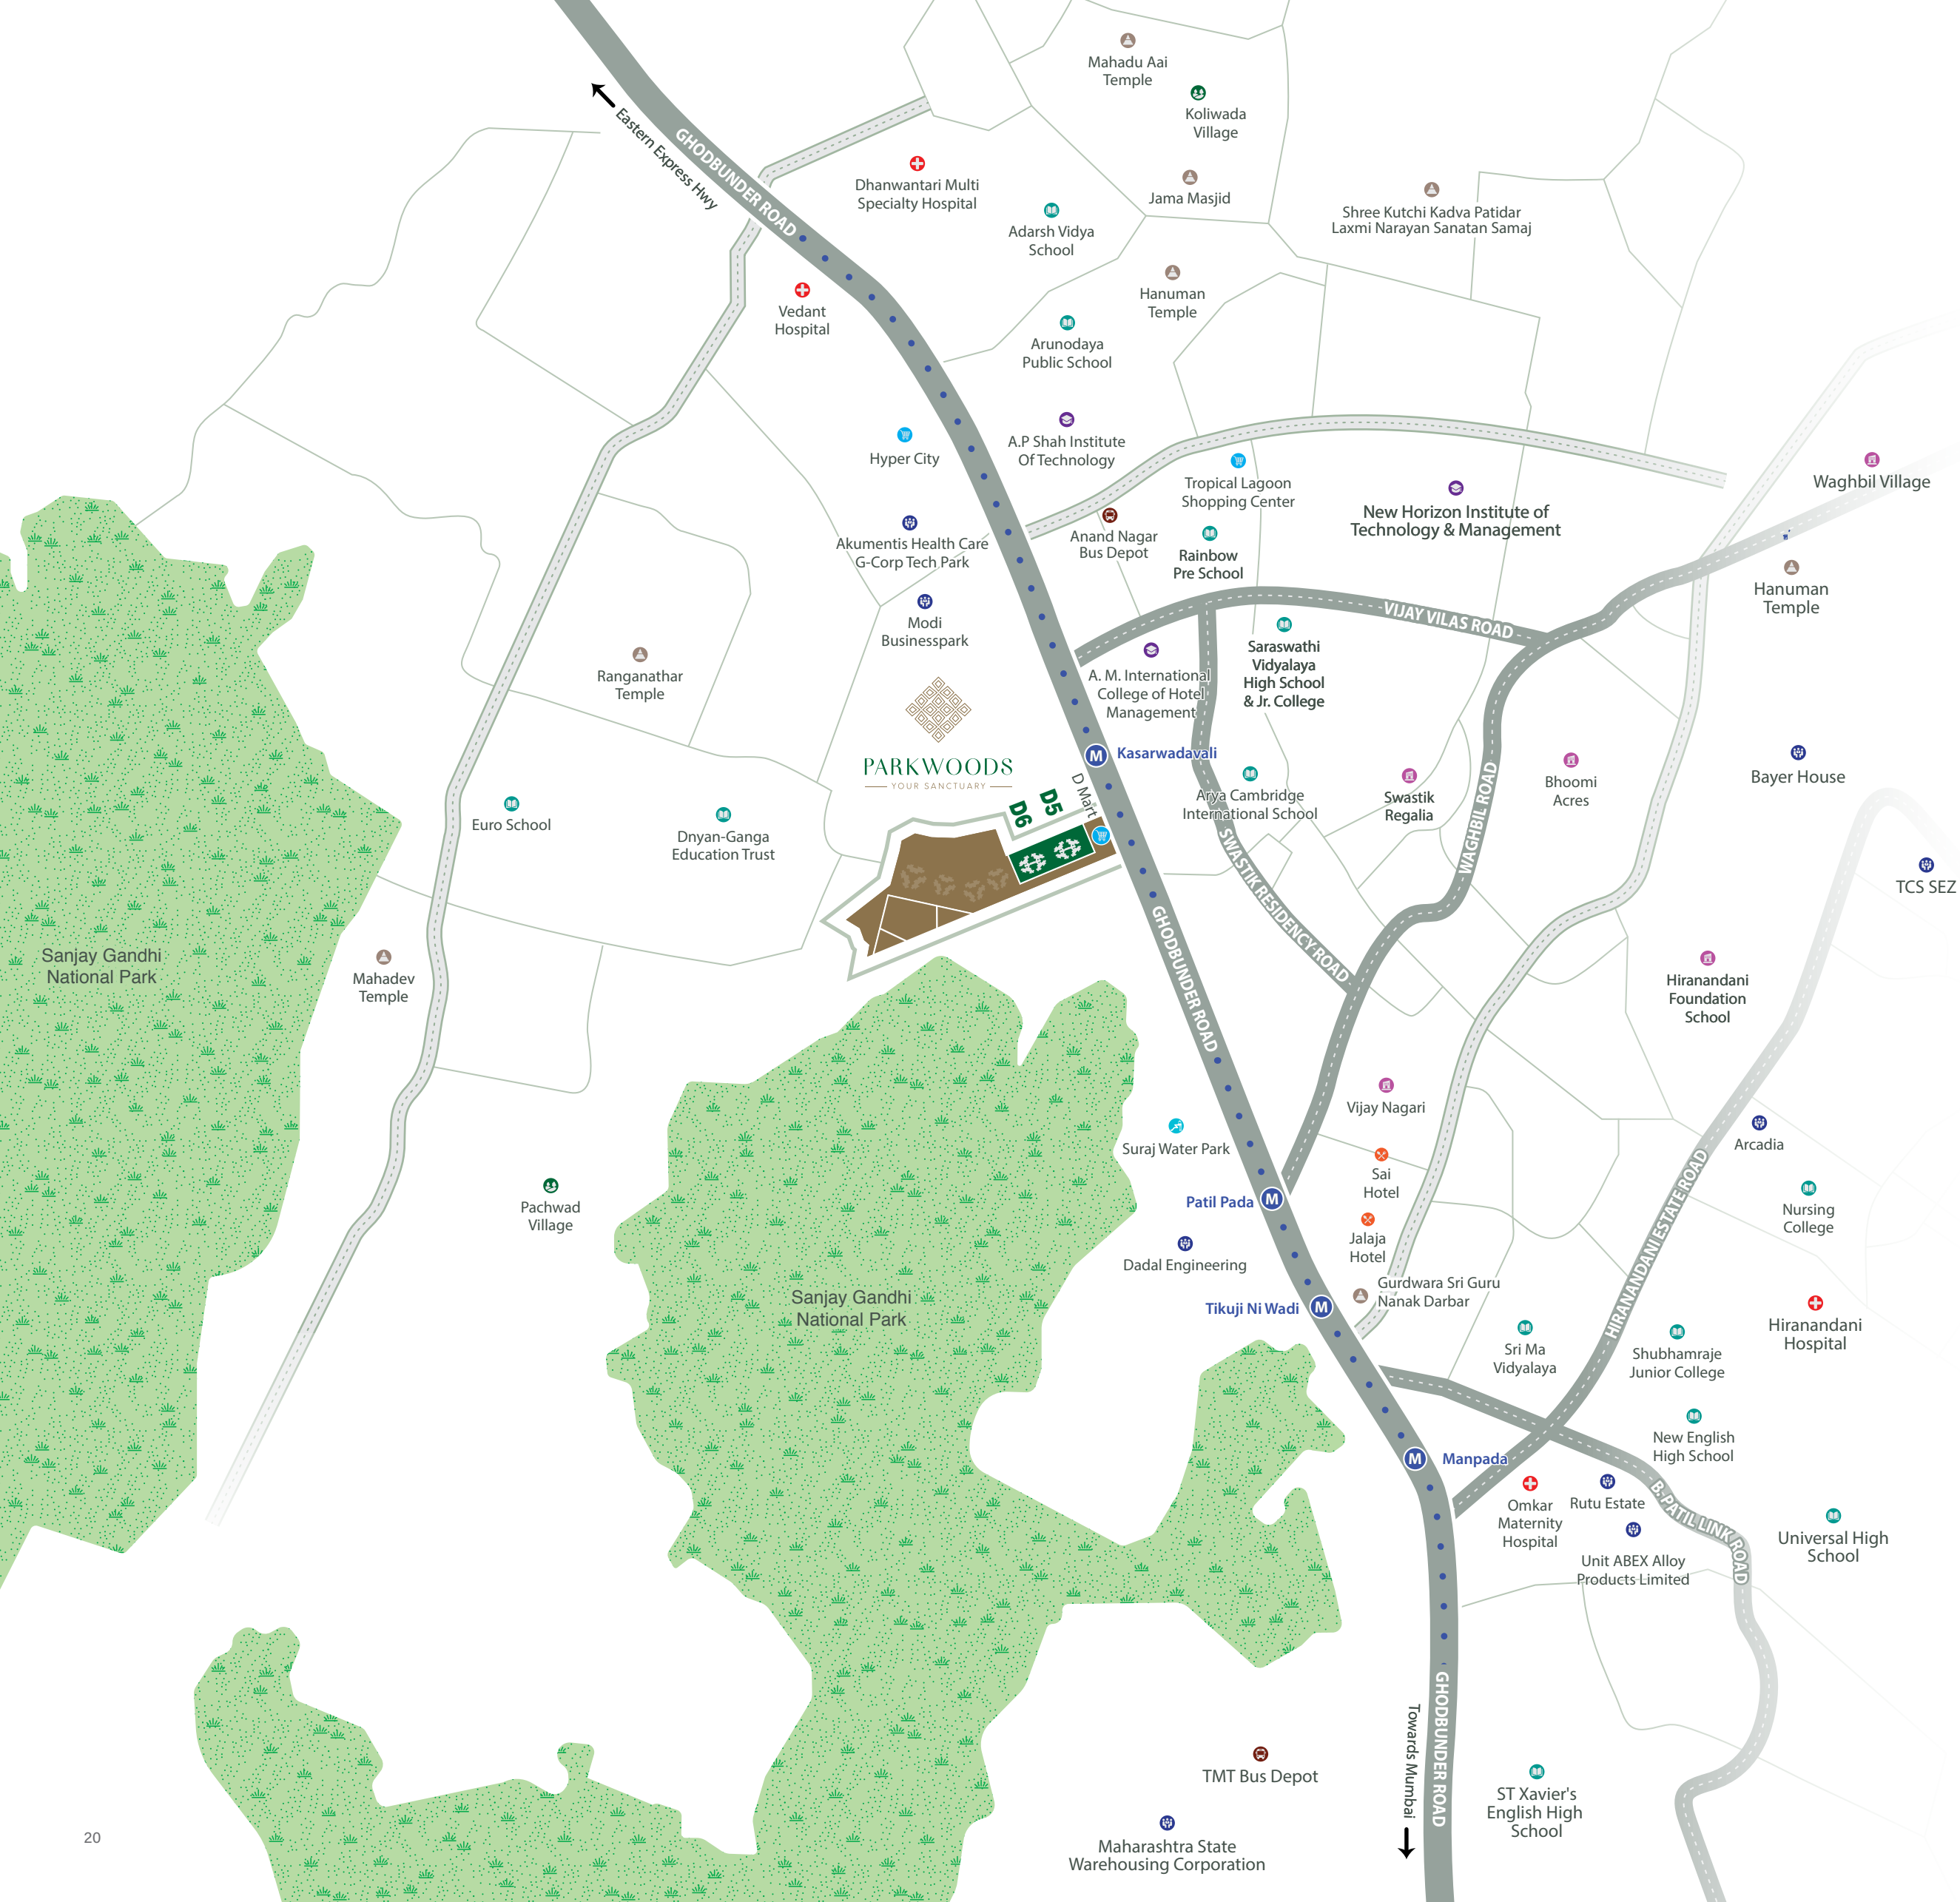 Mahadu Aai
Temple
Koliwada
Village
Eastern Express Hwy
GHODBUNDER ROAD
Dhanwantari Multi
Specialty Hospital
Jama Masjid
Shree Kutchi Kadva Patidar
Laxmi Narayan Sanatan Samaj
Adarsh Vidya
School
Vedant
Hospital
Hanuman
Temple
Arunodaya
Public School
Hyper City
A.P Shah Institute
Of Technology
Tropical Lagoon
Shopping Center
New Horizon Institute of
Technology & Management
Waghbil Village
Akumentis Health Care
G-Corp Tech Park
Anand Nagar
Bus Depot
Rainbow
Pre School
Hanuman
Temple
Modi
Businesspark
VIJAY VILAS ROAD
Ranganathar
Temple
A. M. International
College of Hotel
Management
Saraswathi
Vidyalaya
High School
& Jr. College
PARKWOODS
YOUR SANCTUARY
M
Kasarwadavali
D Mart
D5
D6
Arya Cambridge
International School
Swastik
Regalia
WAGHBIL ROAD
Bhoomi
Acres
Bayer House
Euro School
Dnyan-Ganga
Education Trust
SWASTIK RESIDENCY ROAD
TCS SEZ
Sanjay Gandhi
National Park
Mahadev
Temple
GHODBUNDER ROAD
Hiranandani
Foundation
School
Vijay Nagari
Suraj Water Park
Sai
Hotel
Arcadia
Pachwad
Village
Patil Pada
M
Jalaja
Hotel
HIRANANDANI ESTATE ROAD
Nursing
College
Dadal Engineering
Gurdwara Sri Guru
Nanak Darbar
Sanjay Gandhi
National Park
Tikuji Ni Wadi
M
Sri Ma
Vidyalaya
Shubhamraje
Junior College
Hiranandani
Hospital
New English
High School
M
Manpada
Omkar
Maternity
Hospital
Rutu Estate
B. PATIL LINK ROAD
Universal High
School
Unit ABEX Alloy
Products Limited
GHODBUNDER ROAD
Towards Mumbai
TMT Bus Depot
ST Xavier's
English High
School
Maharashtra State
Warehousing Corporation
20